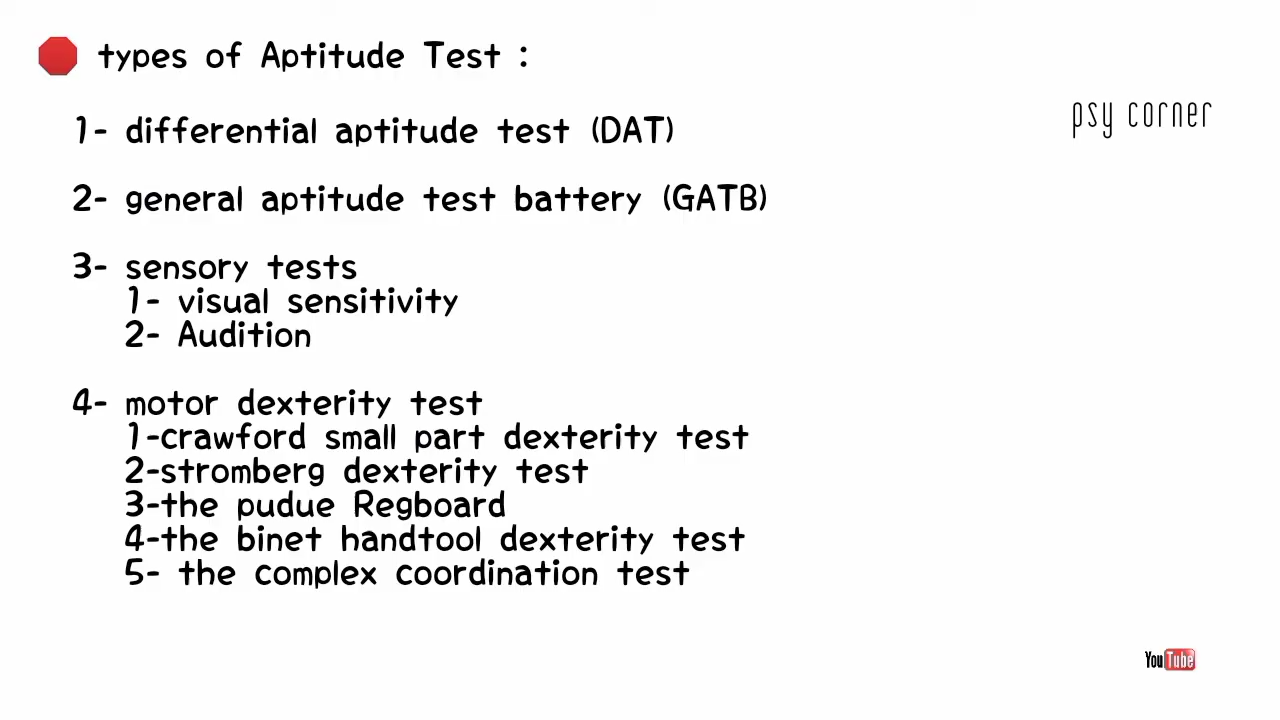 types of Aptitude Test :
psy corner
1- differential aptitude test (DAT)
2- general aptitude test battery (GATB)
3- sensory tests
1- visual sensitivity
2- Audition
4- motor dexterity test
1-crawford small part dexterity test
2-stromberg dexterity test
3-the pudue Regboard
4-the binet handtool dexterity test
5- the complex coordination test
YouTube